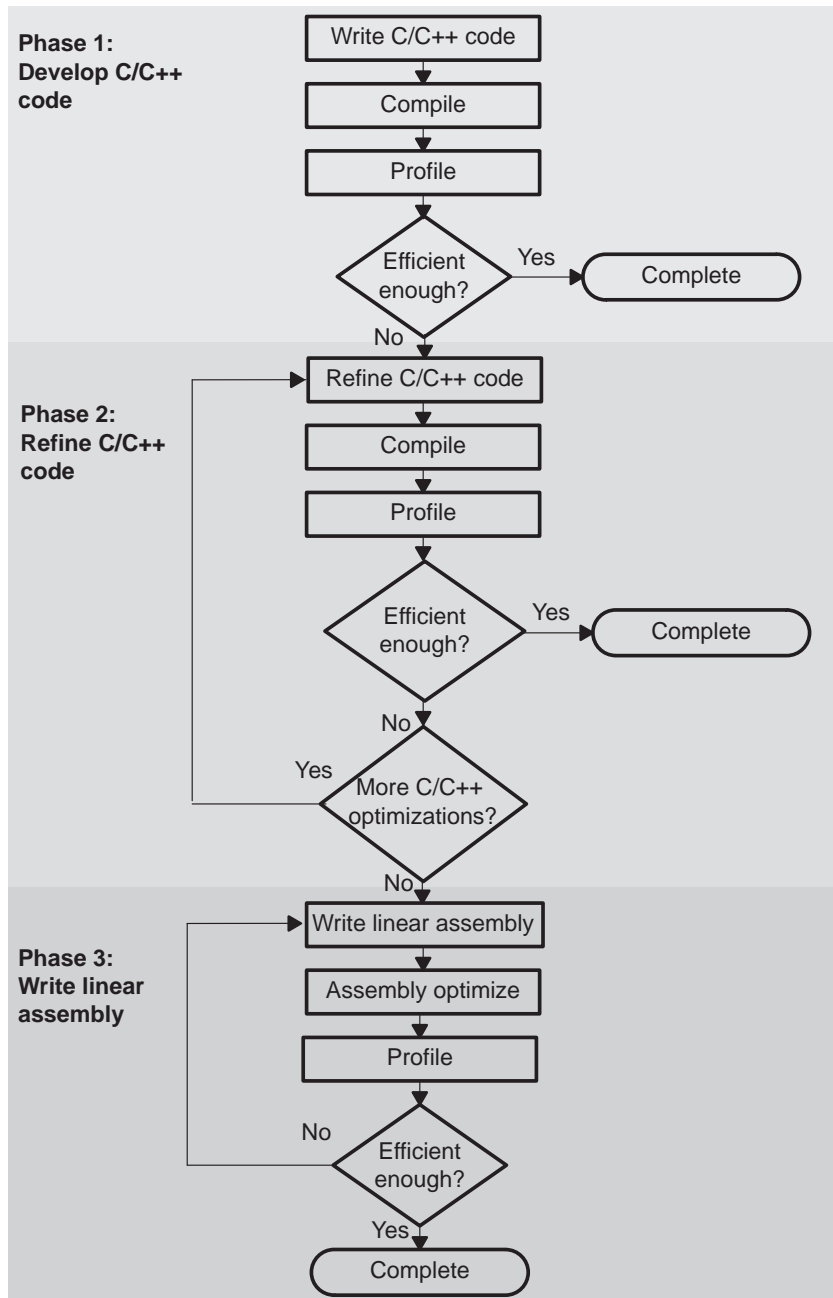 Phase 1:
Develop C/C++
code
Write C/C++ code
Compile
Profile
Efficient
enough?
Yes
Complete
No
Phase 2:
Refine C/C++
code
Refine C/C++ code
Compile
Profile
Efficient
enough?
Yes
Complete
No
Yes
More C/C++
optimizations?
No
Phase 3:
Write linear
assembly
Write linear assembly
Assembly optimize
Profile
No
Efficient
enough?
Yes
Complete